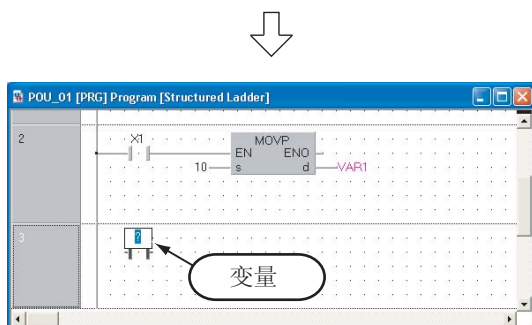 POU_01 [PRG] Program [Structured Ladder]
2
X1
MOVP
EN ENO
10 s d VAR1
3
?
变量